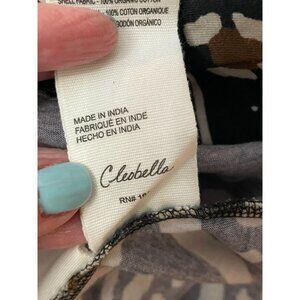 SHELL FABRIC - 100% ORGANIC COTTON
- 100% COTON ORGANIQUE
ALGODÓN ORGÁNICO
MADE IN INDIA
FABRIQUÉ EN INDE
HECHO EN INDIA
Cleobella
RN#